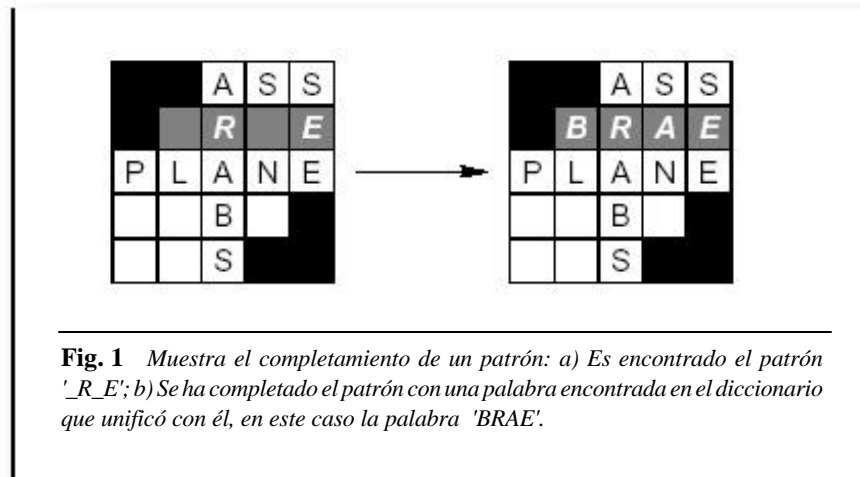 A S S
R E
P L A N E
B
S
A S S
B R A E
P L A N E
B
S
Fig. 1 Muestra el completamiento de un patrón: a) Es encontrado el patrón
'_R_E'; b) Se ha completado el patrón con una palabra encontrada en el diccionario
que unificó con él, en este caso la palabra 'BRAE'.